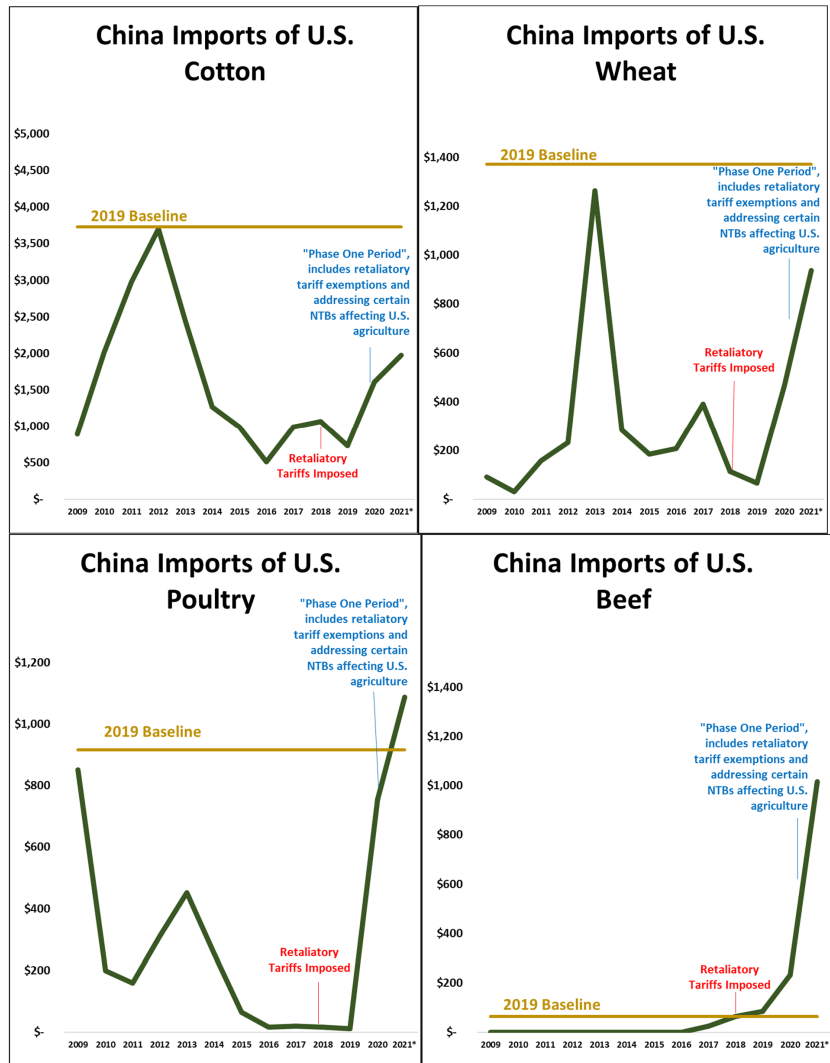 China Imports of U.S.
Cotton
$5,000
$4,500
$4,000
$3,500
$3,000
$2,500
$2,000
$1,500
$1,000
$500
$-
2019 Baseline
"Phase One Period",
includes retaliatory
tariff exemptions and
addressing certain
NTBs affecting U.S.
agriculture
Retaliatory
Tariffs Imposed
2009 2010 2011 2012 2013 2014 2015 2016 2017 2018 2019 2020 2021*
China Imports of U.S.
Wheat
$1,400
$1,200
$1,000
$800
$600
$400
$200
$-
2019 Baseline
"Phase One Period",
includes retaliatory
tariff exemptions and
addressing certain
NTBs affecting U.S.
agriculture
Retaliatory
Tariffs Imposed
2009 2010 2011 2012 2013 2014 2015 2016 2017 2018 2019 2020 2021*
China Imports of U.S.
Poultry
"Phase One Period",
includes retaliatory
tariff exemptions and
addressing certain
NTBs affecting U.S.
agriculture
$1,200
$1,000
$800
$600
$400
$200
$-
2019 Baseline
Retaliatory
Tariffs Imposed
2009 2010 2011 2012 2013 2014 2015 2016 2017 2018 2019 2020 2021*
China Imports of U.S.
Beef
$1,400
$1,200
$1,000
$800
$600
$400
$200
$-
"Phase One Period",
includes retaliatory
tariff exemptions and
addressing certain
NTBs affecting U.S.
agriculture
Retaliatory
Tariffs Imposed
2019 Baseline
2009 2010 2011 2012 2013 2014 2015 2016 2017 2018 2019 2020 2021*